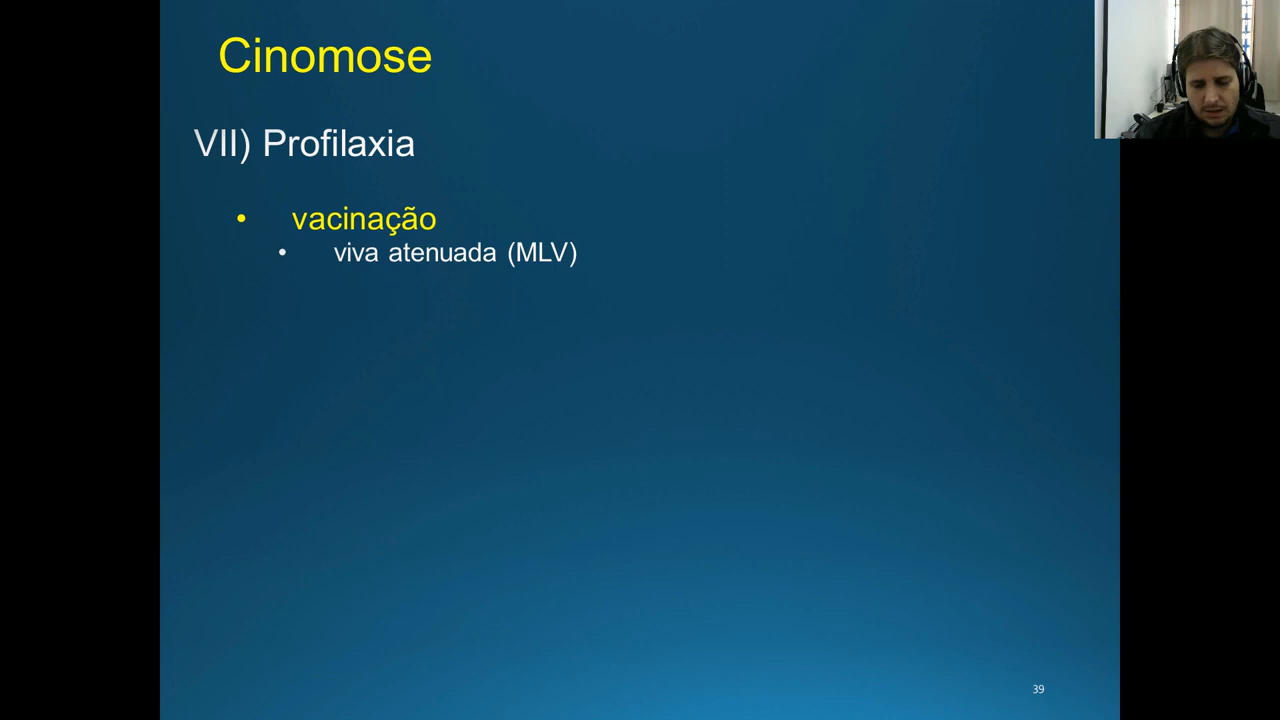 Cinomose
VII) Profilaxia
• vacinação
• viva atenuada (MLV)
39